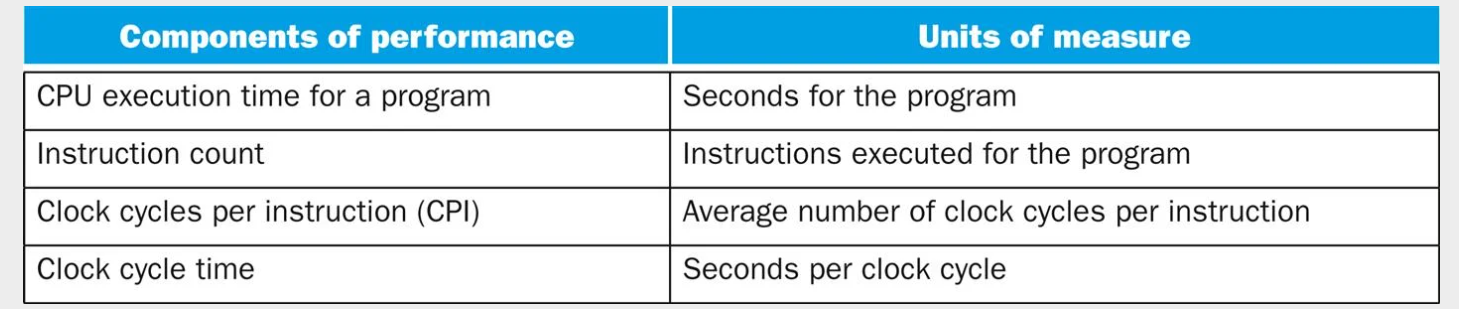 Components of performance
Units of measure
CPU execution time for a program
Seconds for the program
Instruction count
Instructions executed for the program
Clock cycles per instruction (CPI)
Average number of clock cycles per instruction
Clock cycle time
Seconds per clock cycle